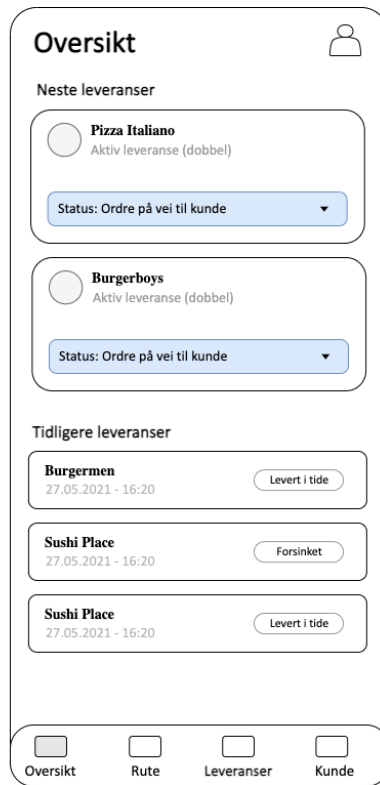 Oversikt
Neste leveranser
Pizza Italiano
Aktiv leveranse (dobbel)
Status: Ordre på vei til kunde
Burgerboys
Aktiv leveranse (dobbel)
Status: Ordre på vei til kunde
Tidligere leveranser
Burgermen
27.05.2021 - 16:20
Levert i tide
Sushi Place
27.05.2021 - 16:20
Forsinket
Sushi Place
27.05.2021 - 16:20
Levert i tide
Oversikt Rute Leveranser Kunde